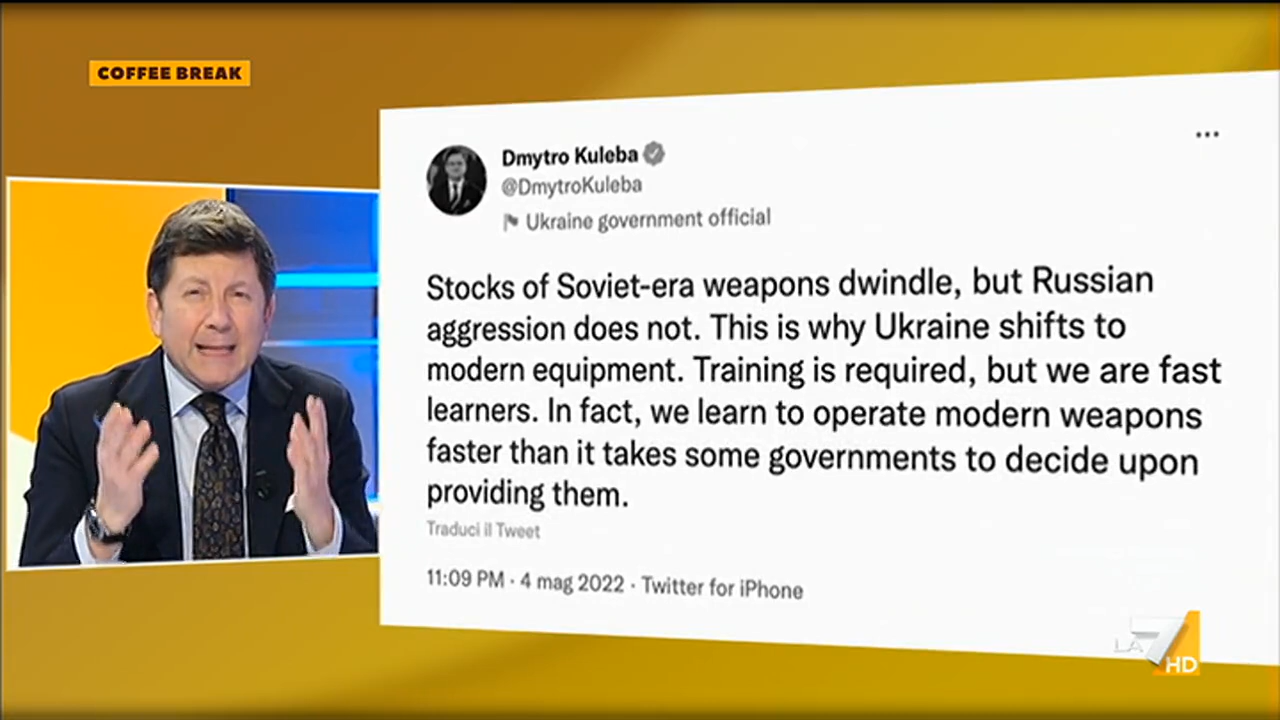 COFFEE BREAK
Dmytro Kuleba
@DmytroKuleba
Ukraine government official
Stocks of Soviet-era weapons dwindle, but Russian
aggression does not. This is why Ukraine shifts to
modern equipment. Training is required, but we are fast
learners. In fact, we learn to operate modern weapons
faster than it takes some governments to decide upon
providing them.
Traduci il Tweet
11:09 PM · 4 mag 2022 · Twitter for iPhone
LA 7
HD